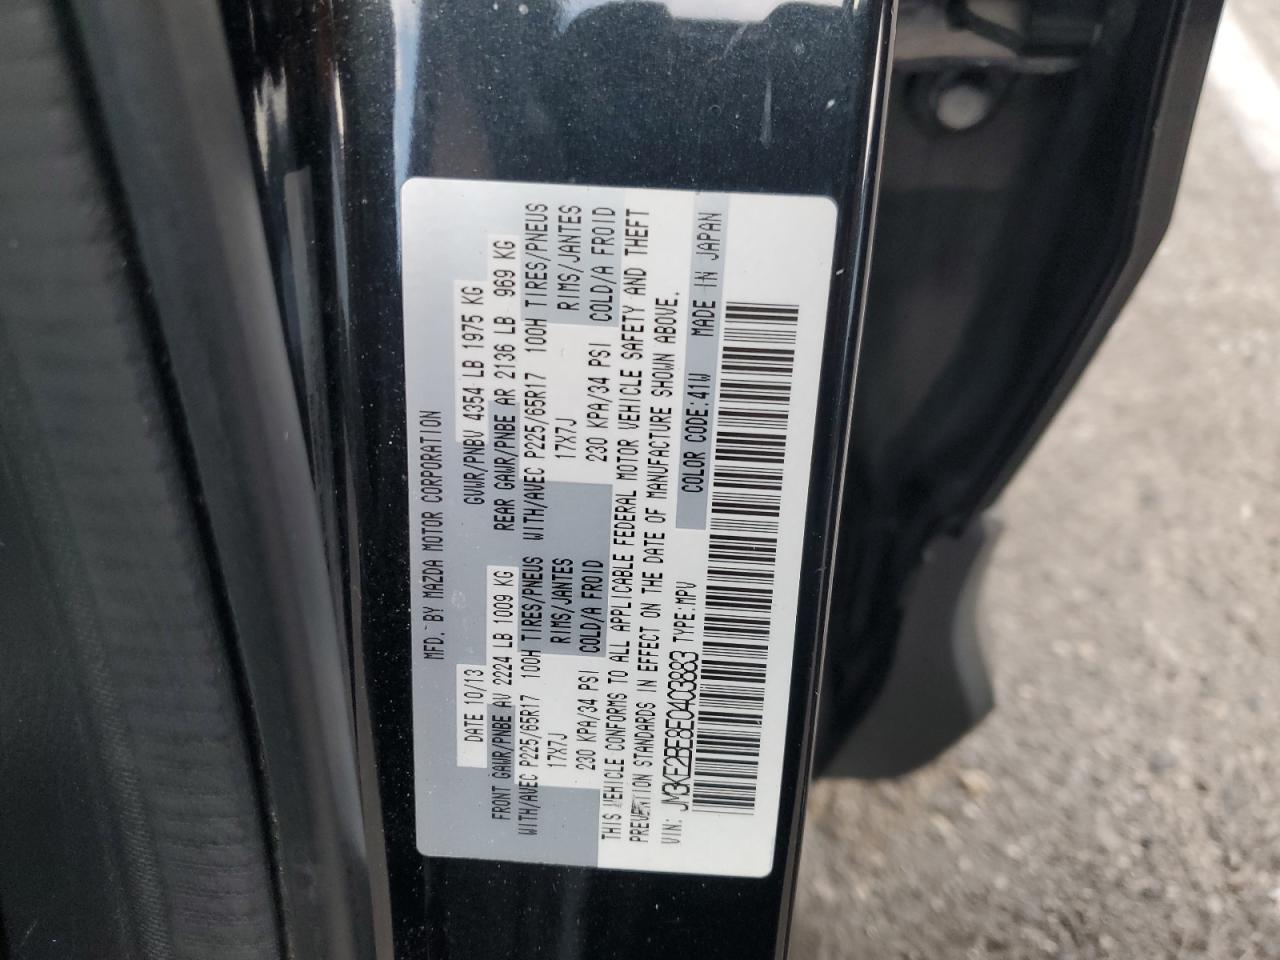 MFD. BY MAZDA MOTOR CORPORATION
DATE 10/13 GVWR/PNBV 4354 LB 1975 KG
FRONT GAWR/PNBE AV 2224 LB 1009 KG REAR GAWR/PNBE AR 2136 LB 969 KG
WITH/AVEC P225/65R17 100H TIRES/PNEUS WITH/AVEC P225/65R17 100H TIRES/PNEUS
17X7J RIMS/JANTES 17X7J RIMS/JANTES
230 KPA/34 PSI COLD/A FROID 230 KPA/34 PSI COLD/A FROID
THIS VEHICLE CONFORMS TO ALL APPLICABLE FEDERAL MOTOR VEHICLE SAFETY AND THEFT
PREVENTION STANDARDS IN EFFECT ON THE DATE OF MANUFACTURE SHOWN ABOVE.
VIN: JM3KE2BE8E0403883 TYPE:MPV COLOR CODE:41W MADE IN JAPAN